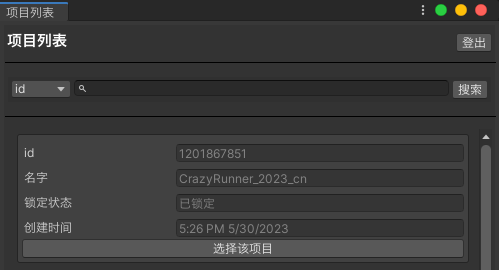 项目列表
项目列表
登出
id
搜索
id 1201867851
名字 CrazyRunner_2023_cn
锁定状态 已锁定
创建时间 5:26 PM 5/30/2023
选择该项目